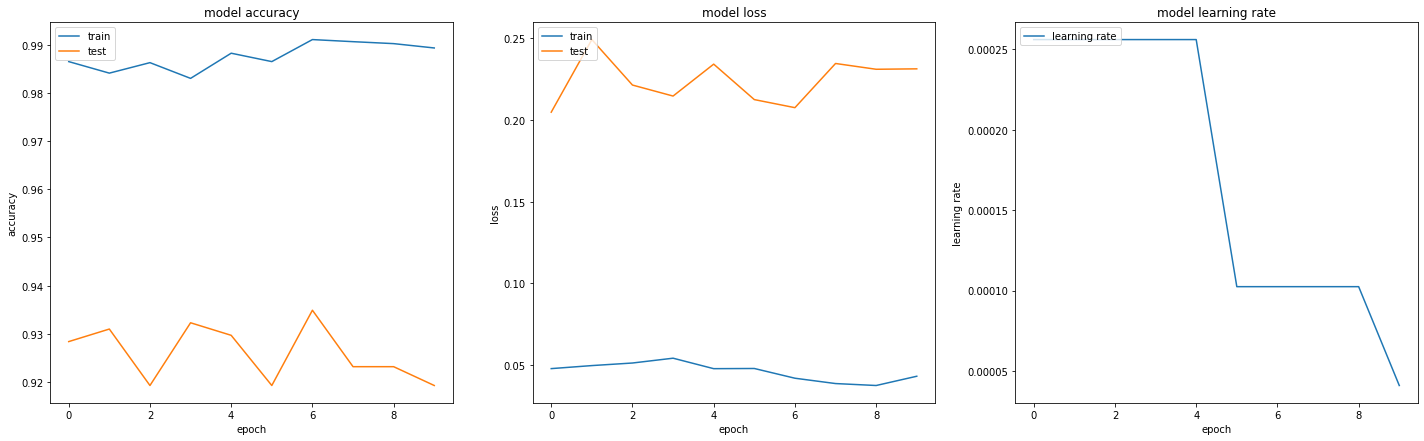 model accuracy
train
test
0.99
0.98
0.97
0.96
0.95
0.94
0.93
0.92
accuracy
0 2 4 6 8
epoch
model loss
train
test
0.25
0.20
0.15
0.10
0.05
loss
0 2 4 6 8
epoch
model learning rate
learning rate
0.00025
0.00020
0.00015
0.00010
0.00005
learning rate
0 2 4 6 8
epoch